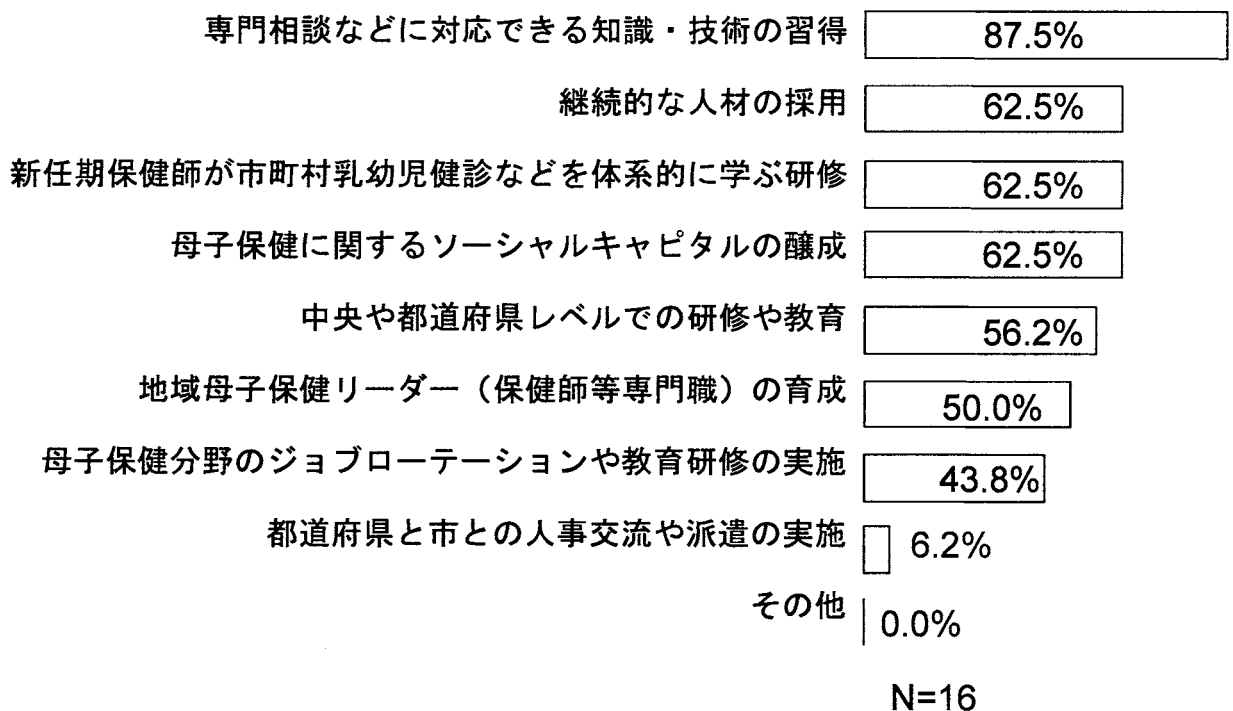 専門相談などに対応できる知識・技術の習得 87.5%
継続的な人材の採用 62.5%
新任期保健師が市町村乳幼児健診などを体系的に学ぶ研修 62.5%
母子保健に関するソーシャルキャピタルの醸成 62.5%
中央や都道府県レベルでの研修や教育 56.2%
地域母子保健リーダー（保健師等専門職）の育成 50.0%
母子保健分野のジョブローテーションや教育研修の実施 43.8%
都道府県と市との人事交流や派遣の実施 6.2%
その他 0.0%
N=16